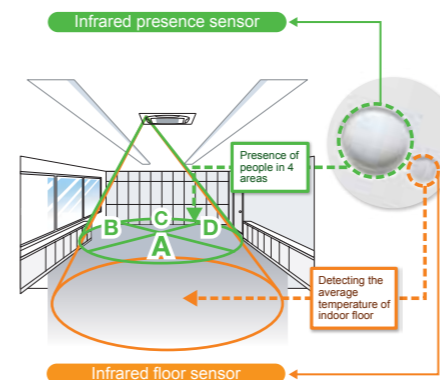 Infrared presence sensor
Presence of
people in 4
areas
C
B
D
A
Detecting the
average
temperature of
indoor floor
Infrared floor sensor